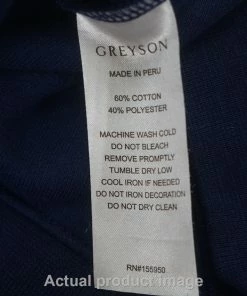 GREYSON
MADE IN PERU
60% COTTON
40% POLYESTER
MACHINE WASH COLD
DO NOT BLEACH
REMOVE PROMPTLY
TUMBLE DRY LOW
COOL IRON IF NEEDED
DO NOT IRON DECORATION
DO NOT DRY CLEAN
RN#155950
Actual product image